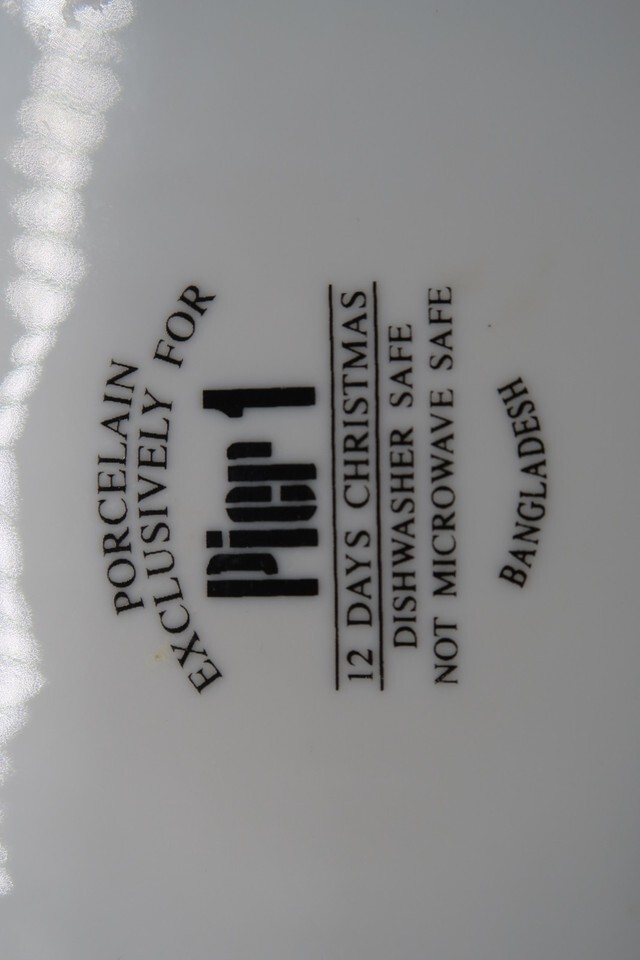 PORCELAIN
EXCLUSIVELY FOR
Pier 1
12 DAYS CHRISTMAS
DISHWASHER SAFE
NOT MICROWAVE SAFE
BANGLADESH